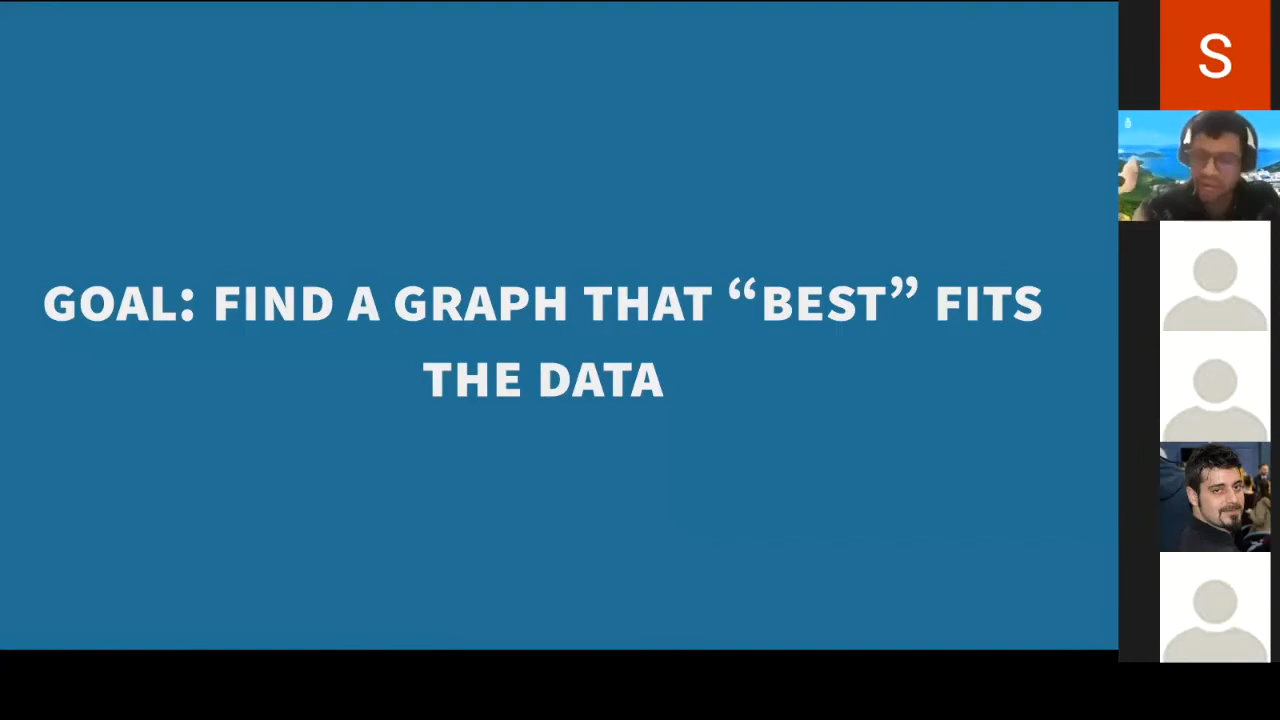 GOAL: FIND A GRAPH THAT “BEST” FITS
THE DATA
S